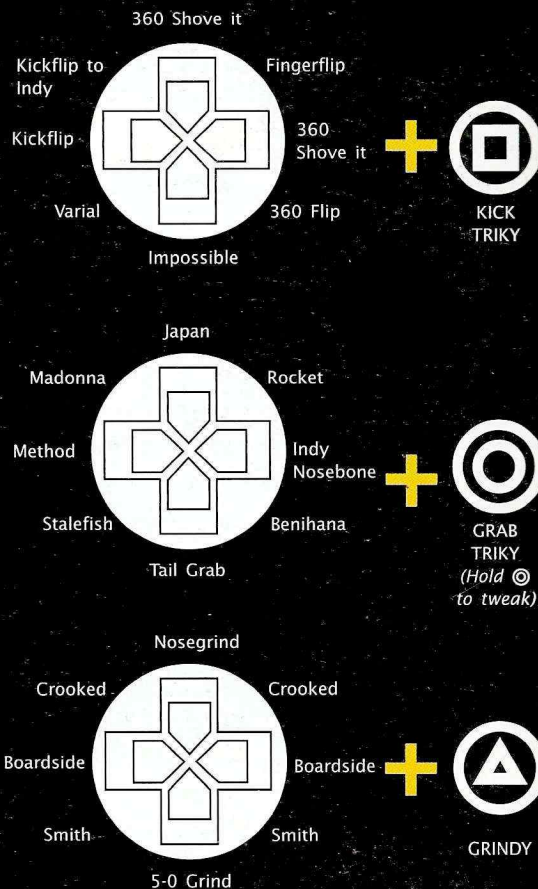 360 Shove it
Kickflip to
Indy
Fingerflip
Kickflip
360
Shove it
Varial
360 Flip
Impossible
KICK
TRIKY
Japan
Madonna
Rocket
Method
Indy
Nosebone
Stalefish
Benihana
Tail Grab
GRAB
TRIKY
(Hold ◎
to tweak)
Nosegrind
Crooked
Crooked
Boardside
Boardside
Smith
Smith
5-0 Grind
GRINDY